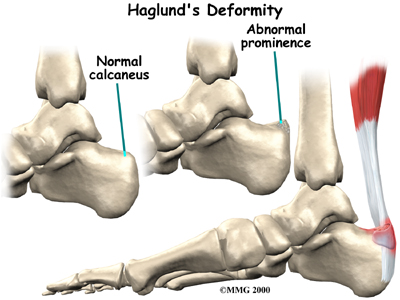 Haglund's Deformity
Normal
calcaneus
Abnormal
prominence
©MMG 2000